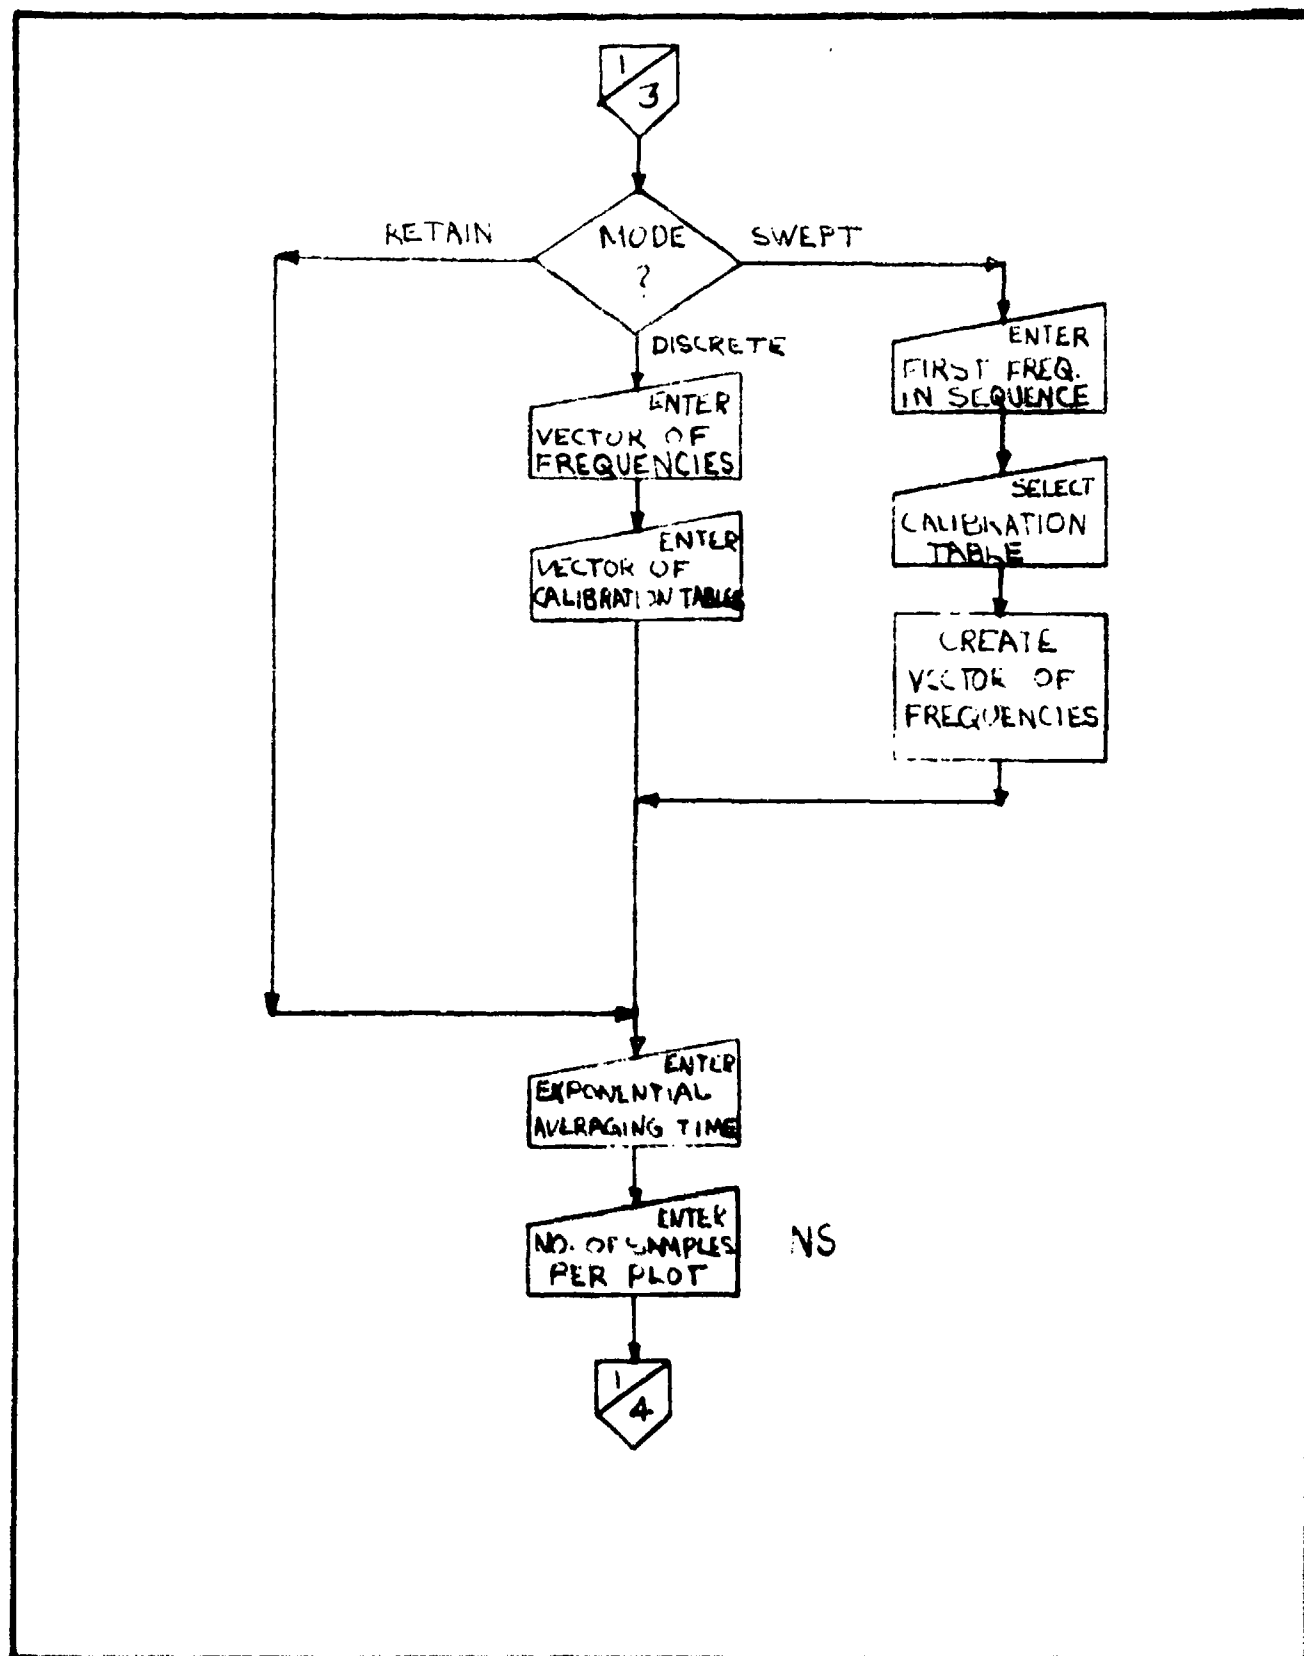 1
3
MODE
?
RETAIN
SWEPT
DISCRETE
ENTER
VECTOR OF
FREQUENCIES
ENTER
VECTOR OF
CALIBRATION TABLES
ENTER
FIRST FREQ.
IN SEQUENCE
SELECT
CALIBRATION
TABLE
CREATE
VECTOR OF
FREQUENCIES
ENTER
EXPONENTIAL
AVERAGING TIME
ENTER
NO. OF SAMPLES
PER PLOT
NS
1
4